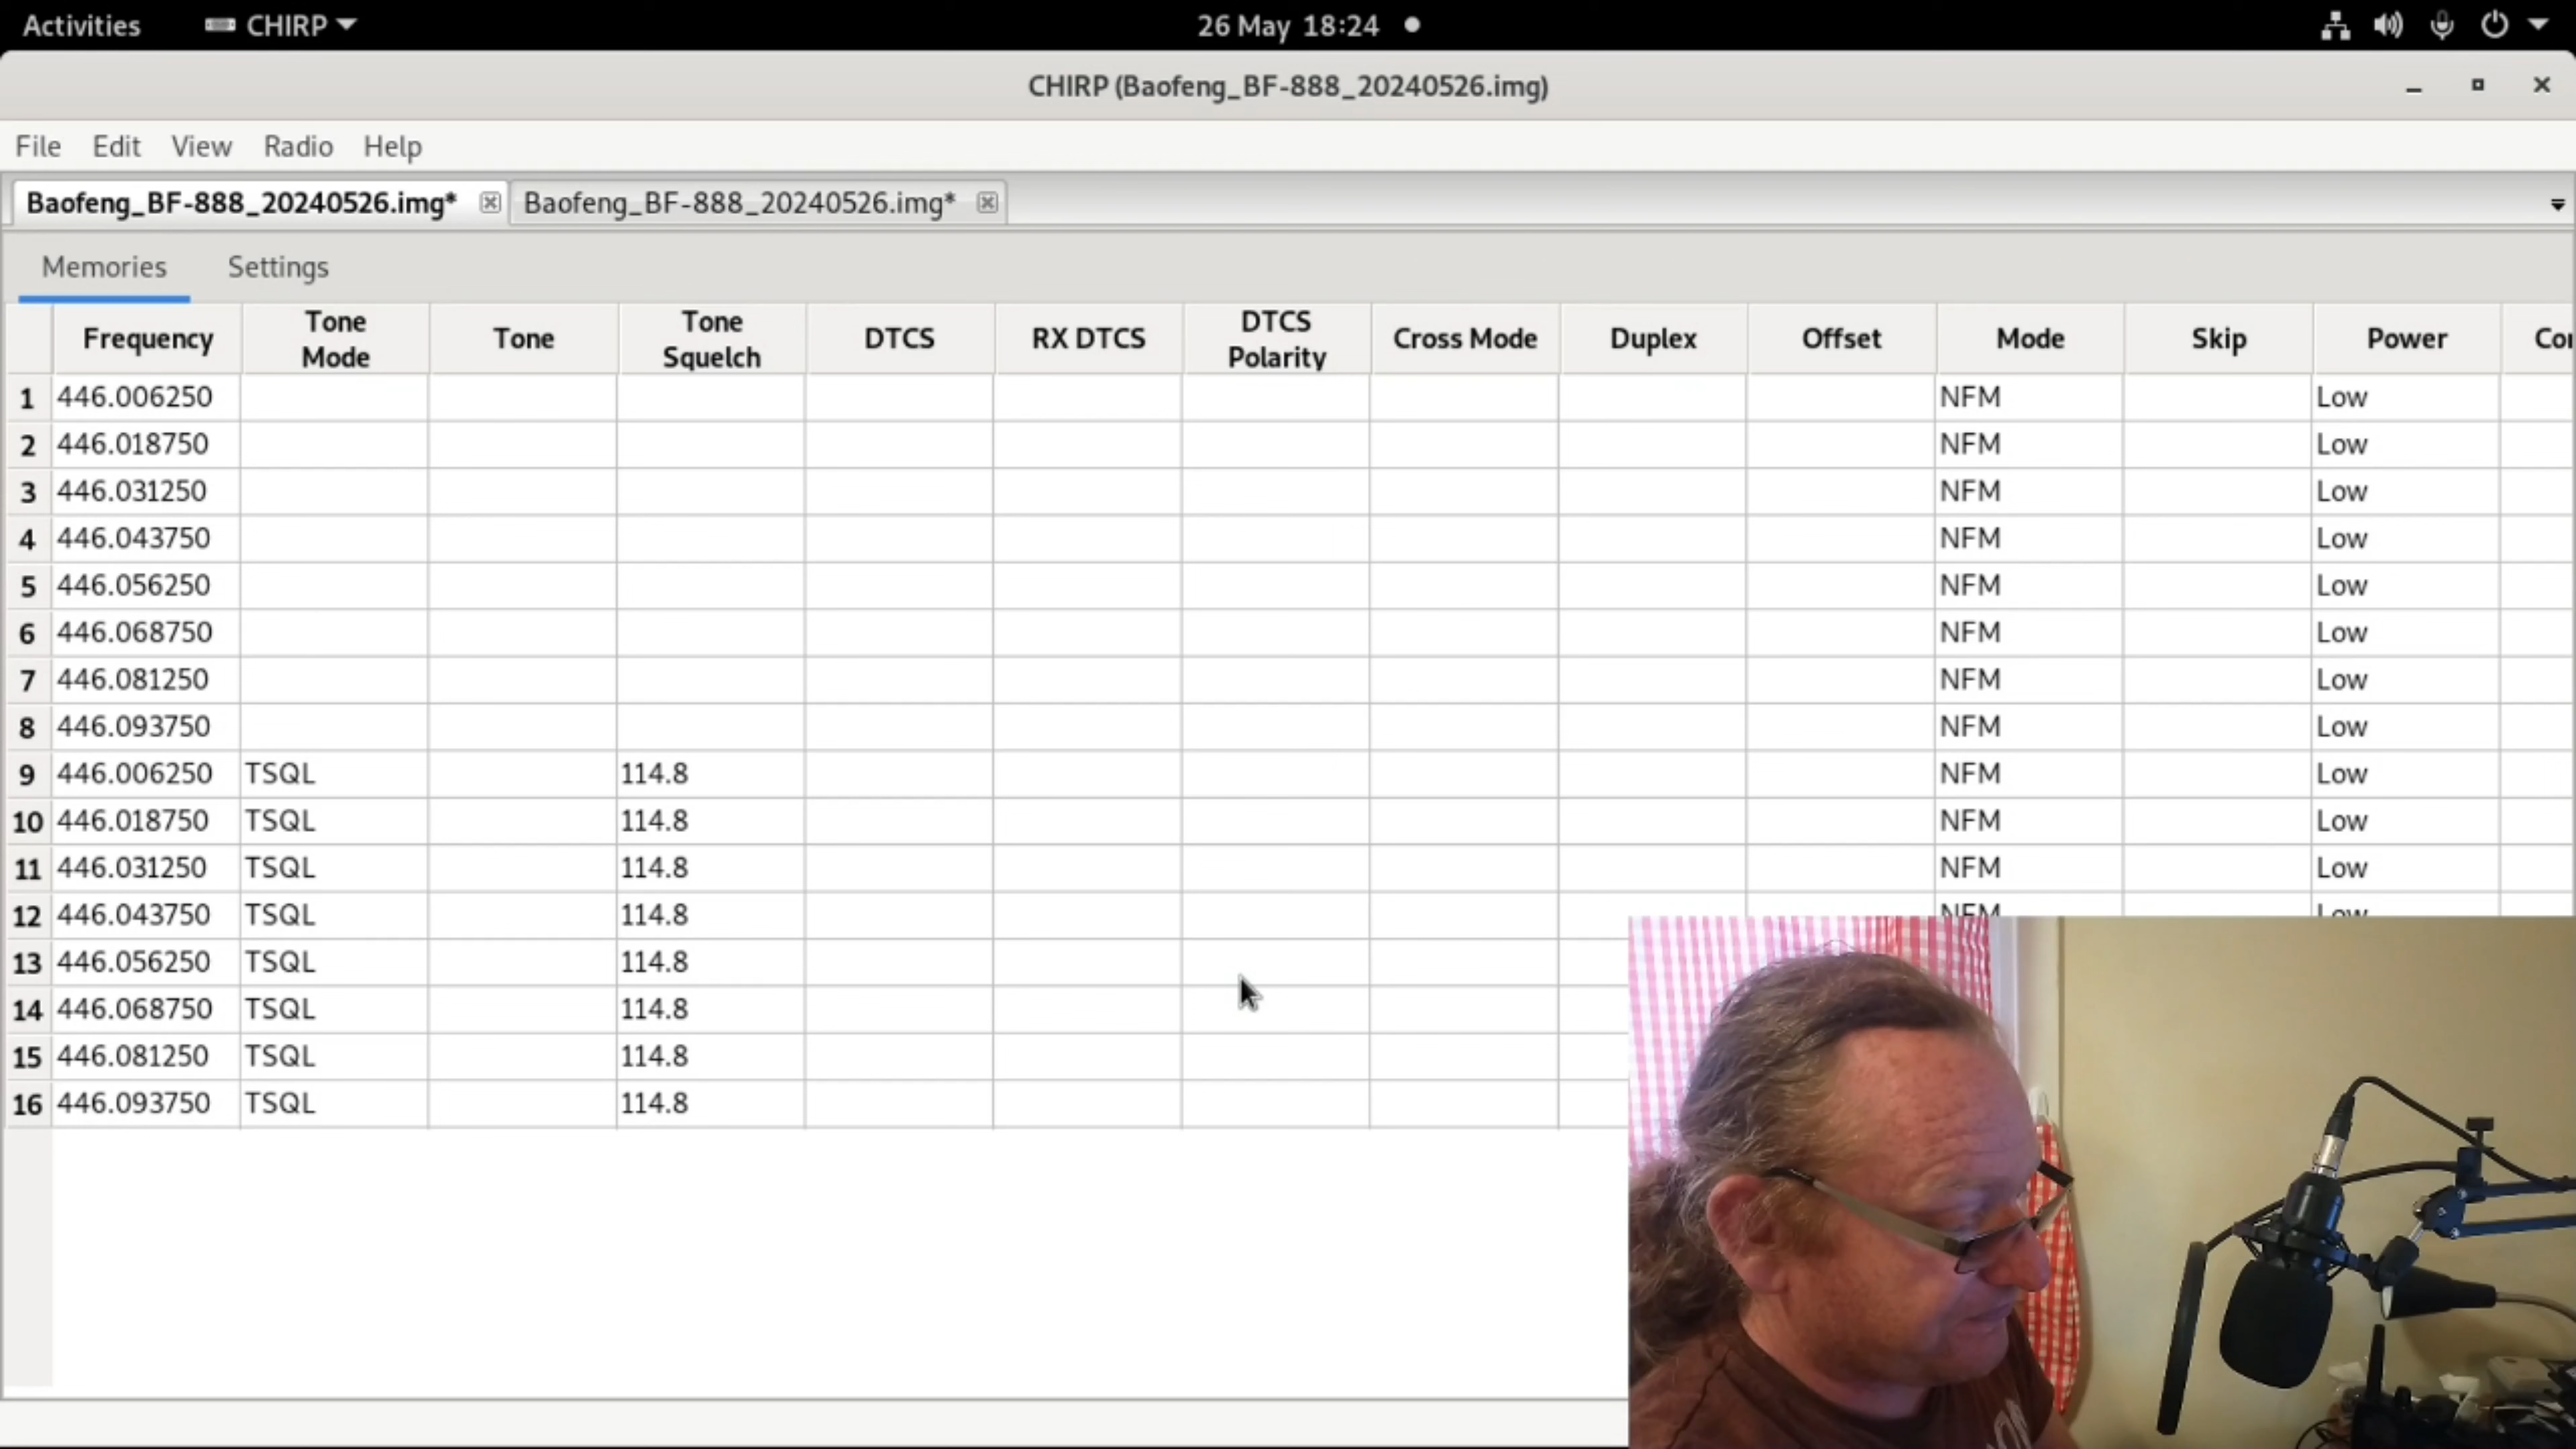 Activities CHIRP 26 May 18:24
CHIRP (Baofeng_BF-888_20240526.img)
File Edit View Radio Help
Baofeng_BF-888_20240526.img* Baofeng_BF-888_20240526.img*
Memories Settings
Frequency Tone Mode Tone Tone Squelch DTCS RX DTCS DTCS Polarity Cross Mode Duplex Offset Mode Skip Power
1 446.006250 NFM Low
2 446.018750 NFM Low
3 446.031250 NFM Low
4 446.043750 NFM Low
5 446.056250 NFM Low
6 446.068750 NFM Low
7 446.081250 NFM Low
8 446.093750 NFM Low
9 446.006250 TSQL 114.8 NFM Low
10 446.018750 TSQL 114.8 NFM Low
11 446.031250 TSQL 114.8 NFM Low
12 446.043750 TSQL 114.8 NFM Low
13 446.056250 TSQL 114.8
14 446.068750 TSQL 114.8
15 446.081250 TSQL 114.8
16 446.093750 TSQL 114.8